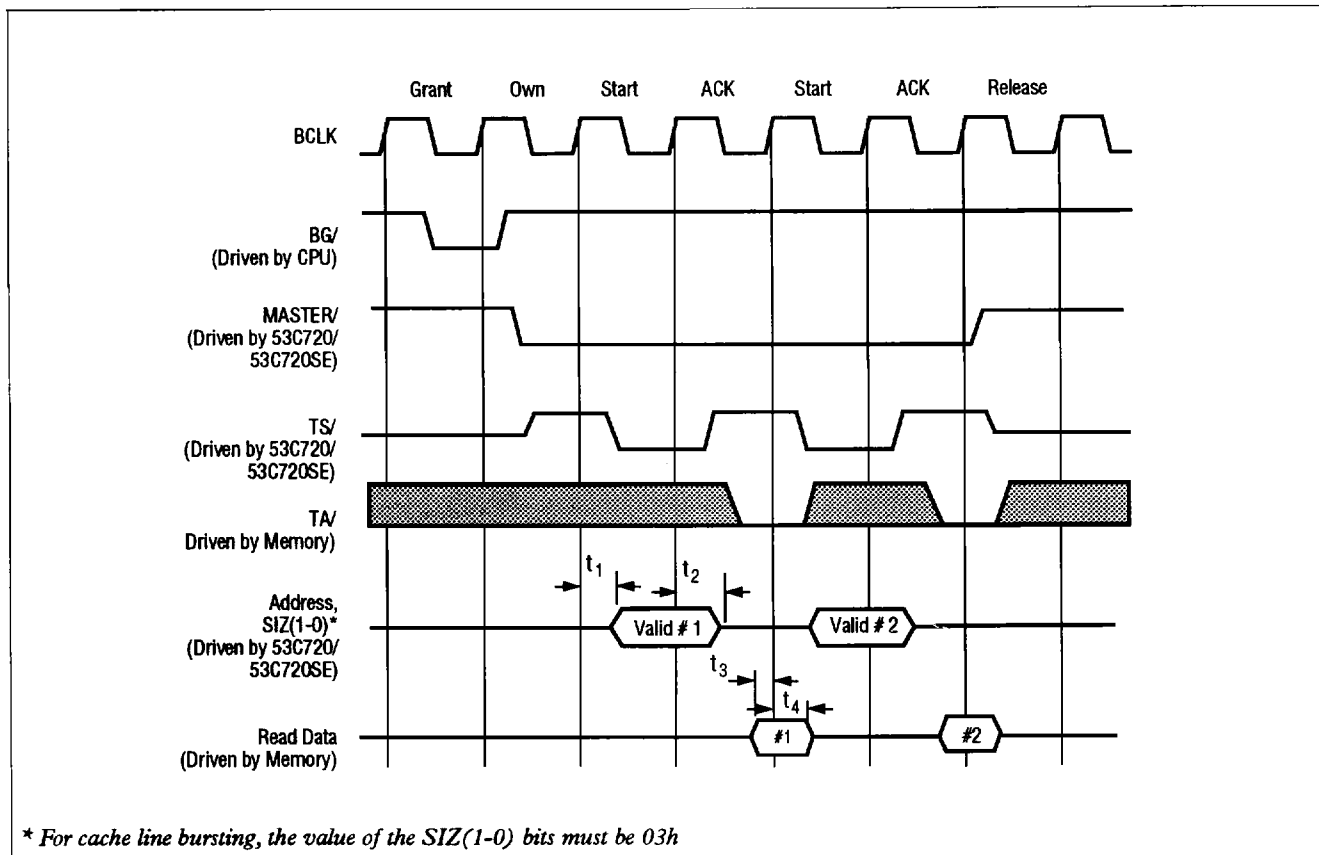 Grant Own Start ACK Start ACK Release
BCLK
BG/
(Driven by CPU)
MASTER/
(Driven by 53C720/
53C720SE)
TS/
(Driven by 53C720/
53C720SE)
TA/
Driven by Memory)
t1 t2
Address,
SIZ(1-0)*
(Driven by 53C720/
53C720SE)
Valid # 1 Valid # 2
t3
t4
Read Data
(Driven by Memory)
#1 #2
* For cache line bursting, the value of the SIZ(1-0) bits must be 03h